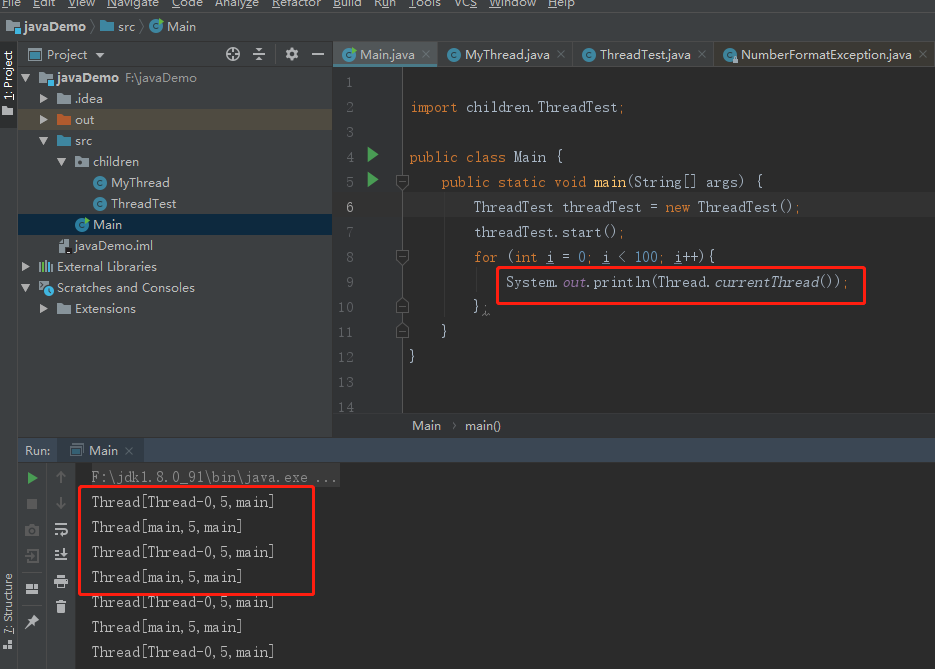 File Edit View Navigate Code Analyze Refactor Build Run Tools VCS Window Help
javaDemo src Main
1: Project
Project
Main.java MyThread.java ThreadTest.java NumberFormatException.java
javaDemo F:\javaDemo
.idea
out
src
children
MyThread
ThreadTest
Main
javaDemo.iml
External Libraries
Scratches and Consoles
Extensions
1
2 import children.ThreadTest;
3
4 public class Main {
5 public static void main(String[] args) {
6 ThreadTest threadTest = new ThreadTest();
7 threadTest.start();
8 for (int i = 0; i < 100; i++){
9 System.out.println(Thread.currentThread());
10 };
11 }
12 }
13
14
Main main()
Run: Main
F:\jdk1.8.0_91\bin\java.exe ...
Thread[Thread-0,5,main]
Thread[main,5,main]
Thread[Thread-0,5,main]
Thread[main,5,main]
Thread[Thread-0,5,main]
Thread[main,5,main]
Thread[Thread-0,5,main]
7: Structure